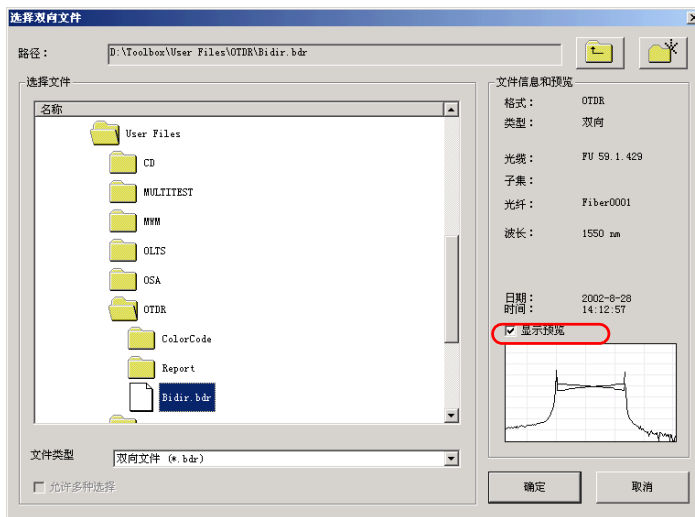 选择双向文件
路径： D:\Toolbox\User Files\OTDR\Bidir.bdr
选择文件
名称
User Files
CD
MULTITEST
MWM
OLTS
OSA
OTDR
ColorCode
Report
Bidir.bdr
文件类型 双向文件 (*.bdr)
允许多种选择
文件信息和预览
格式： OTDR
类型： 双向
光缆： FU 59.1.429
子集：
光纤： Fiber0001
波长： 1550 nm
日期： 2002-8-28
时间： 14:12:57
显示预览
确定 取消